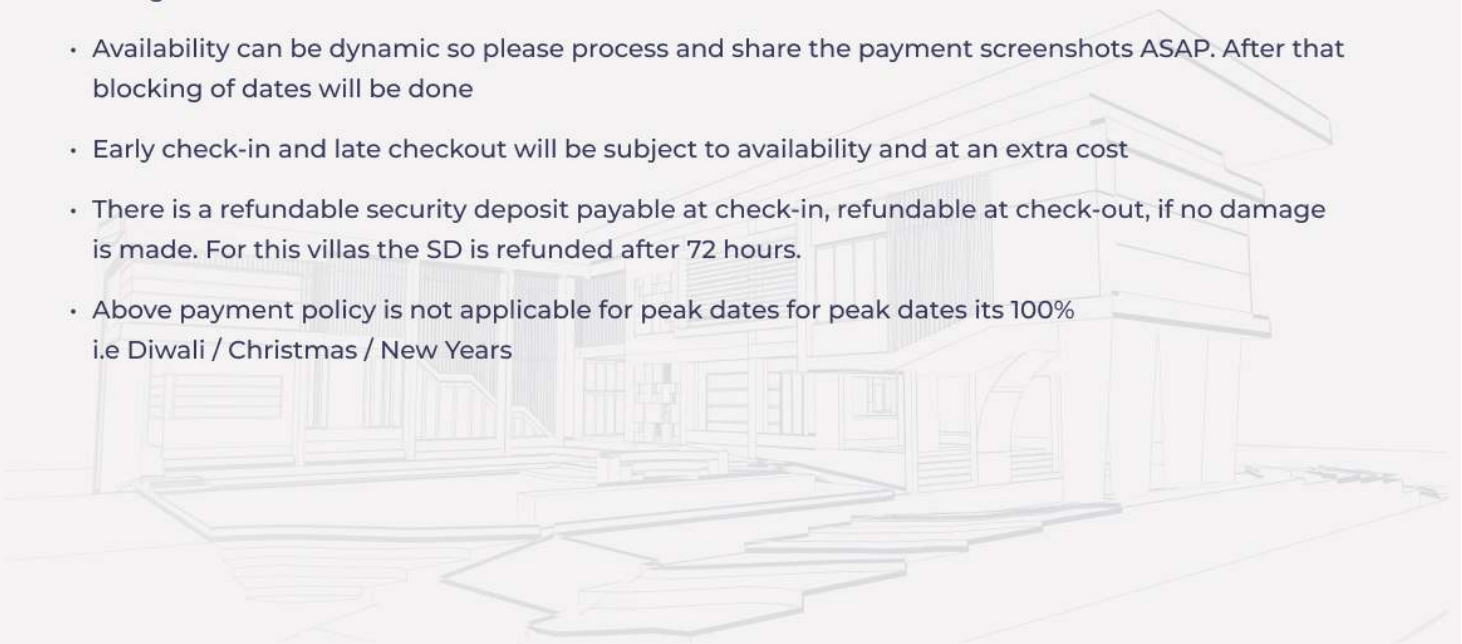 • Availability can be dynamic so please process and share the payment screenshots ASAP. After that
blocking of dates will be done
• Early check-in and late checkout will be subject to availability and at an extra cost
• There is a refundable security deposit payable at check-in, refundable at check-out, if no damage
is made. For this villas the SD is refunded after 72 hours.
• Above payment policy is not applicable for peak dates for peak dates its 100%
i.e Diwali / Christmas / New Years